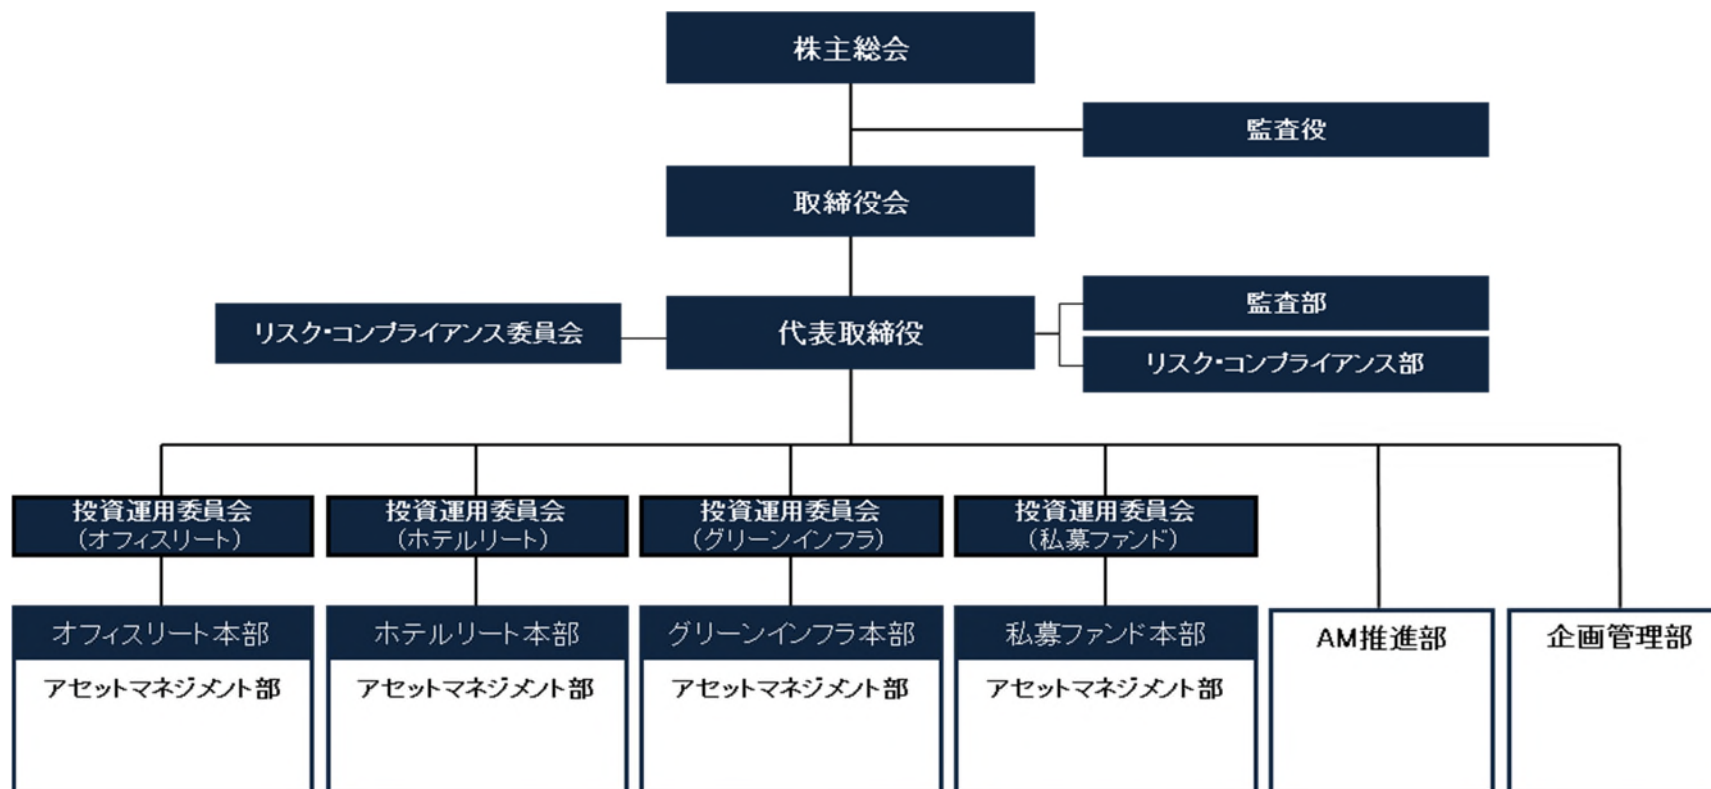 株主総会
監査役
取締役会
監査部
リスク・コンプライアンス委員会
代表取締役
リスク・コンプライアンス部
投資運用委員会
(オフィスリート)
投資運用委員会
(ホテルリート)
投資運用委員会
(グリーンインフラ)
投資運用委員会
(私募ファンド)
オフィスリート本部
ホテルリート本部
グリーンインフラ本部
私募ファンド本部
AM推進部
企画管理部
アセットマネジメント部
アセットマネジメント部
アセットマネジメント部
アセットマネジメント部